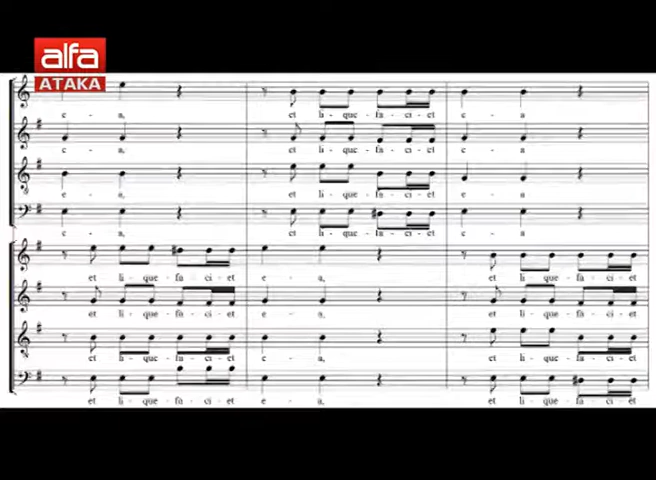 alfa
ATAKA
e - a, et li - que - fa - ci - et e - a
e - a, et li - que - fa - ci - et e - a
e - a, et li - que - fa - ci - et e - a
e - a, et li - que - fa - ci - et e - a
et li - que - fa - ci - et e - a, et li - que - fa - ci - et
et li - que - fa - ci - et e - a, et li - que - fa - ci - et
et li - que - fa - ci - et e - a, et li - que - fa - ci - et
et li - que - fa - ci - et e - a, et li - que - fa - ci - et